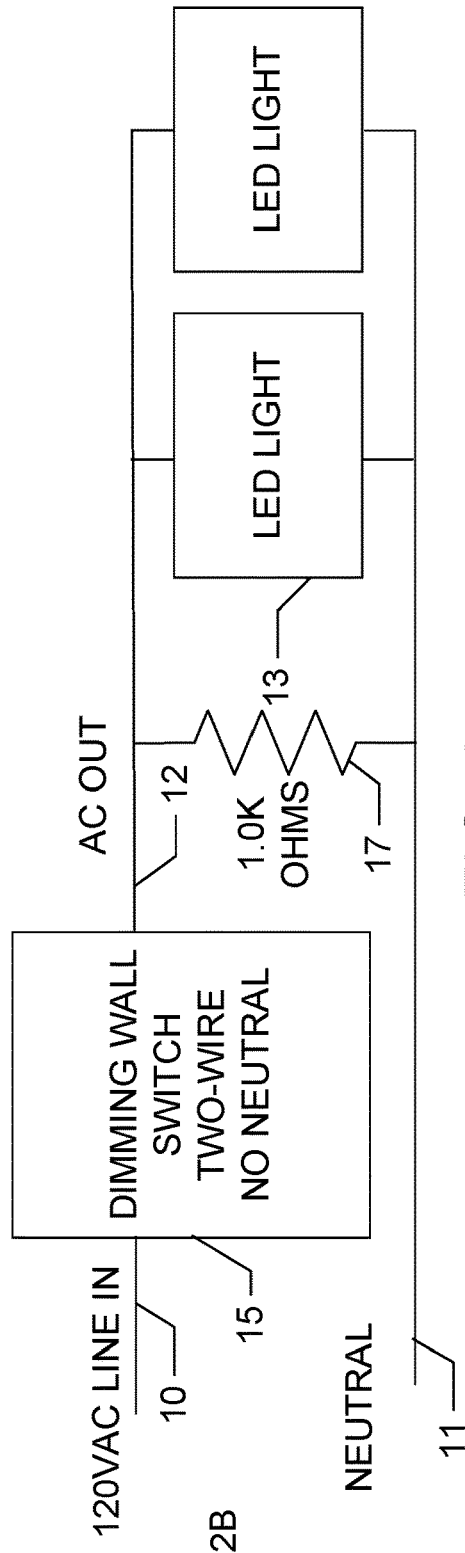 2B
120VAC LINE IN
10
15
DIMMING WALL
SWITCH
TWO-WIRE
NO NEUTRAL
AC OUT
12
1.0K
OHMS
17
13
LED LIGHT
LED LIGHT
NEUTRAL
11